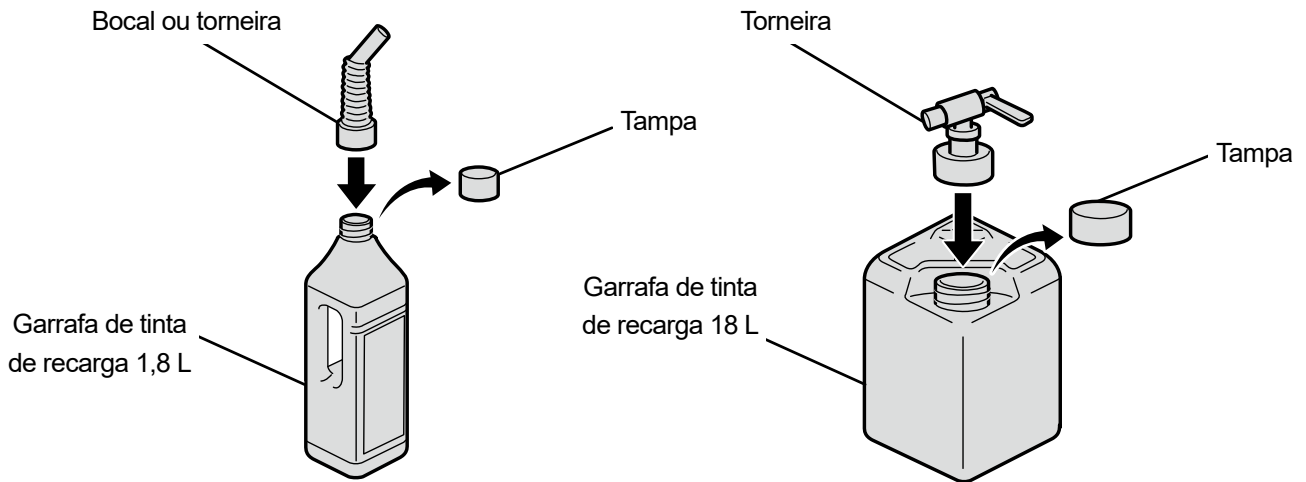 Bocal ou torneira
Tampa
Garrafa de tinta
de recarga 1,8 L
Torneira
Tampa
Garrafa de tinta
de recarga 18 L